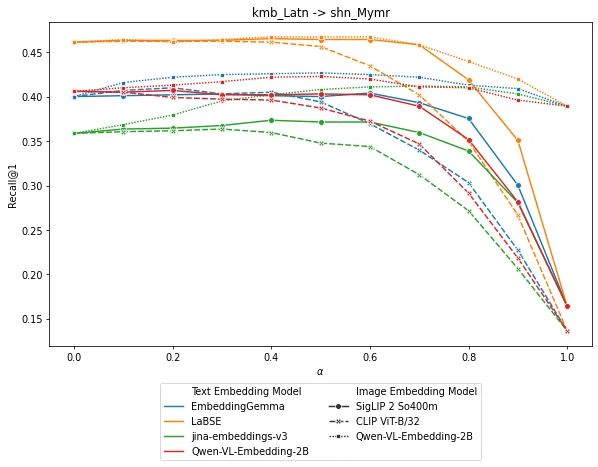 kmb_Latn -> shn_Mymr
Recall@1
0.45
0.40
0.35
0.30
0.25
0.20
0.15
0.0
0.2
0.4
0.6
0.8
1.0
α
Text Embedding Model
EmbeddingGemma
LaBSE
jina-embeddings-v3
Qwen-VL-Embedding-2B
Image Embedding Model
SigLIP 2 So400m
CLIP ViT-B/32
Qwen-VL-Embedding-2B